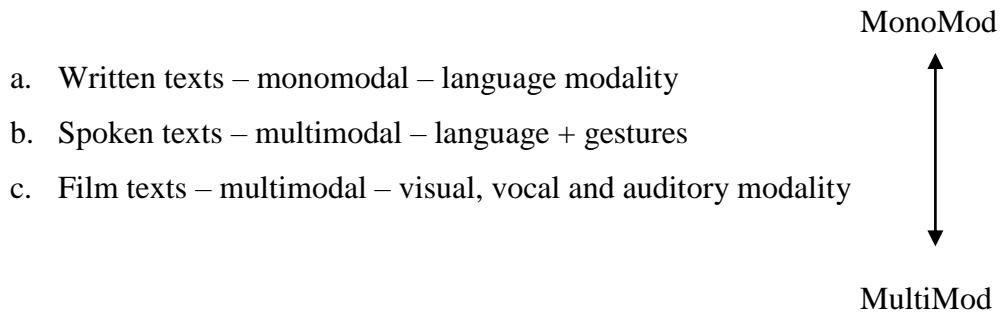 MonoMod
a. Written texts – monomodal – language modality
b. Spoken texts – multimodal – language + gestures
c. Film texts – multimodal – visual, vocal and auditory modality
MultiMod